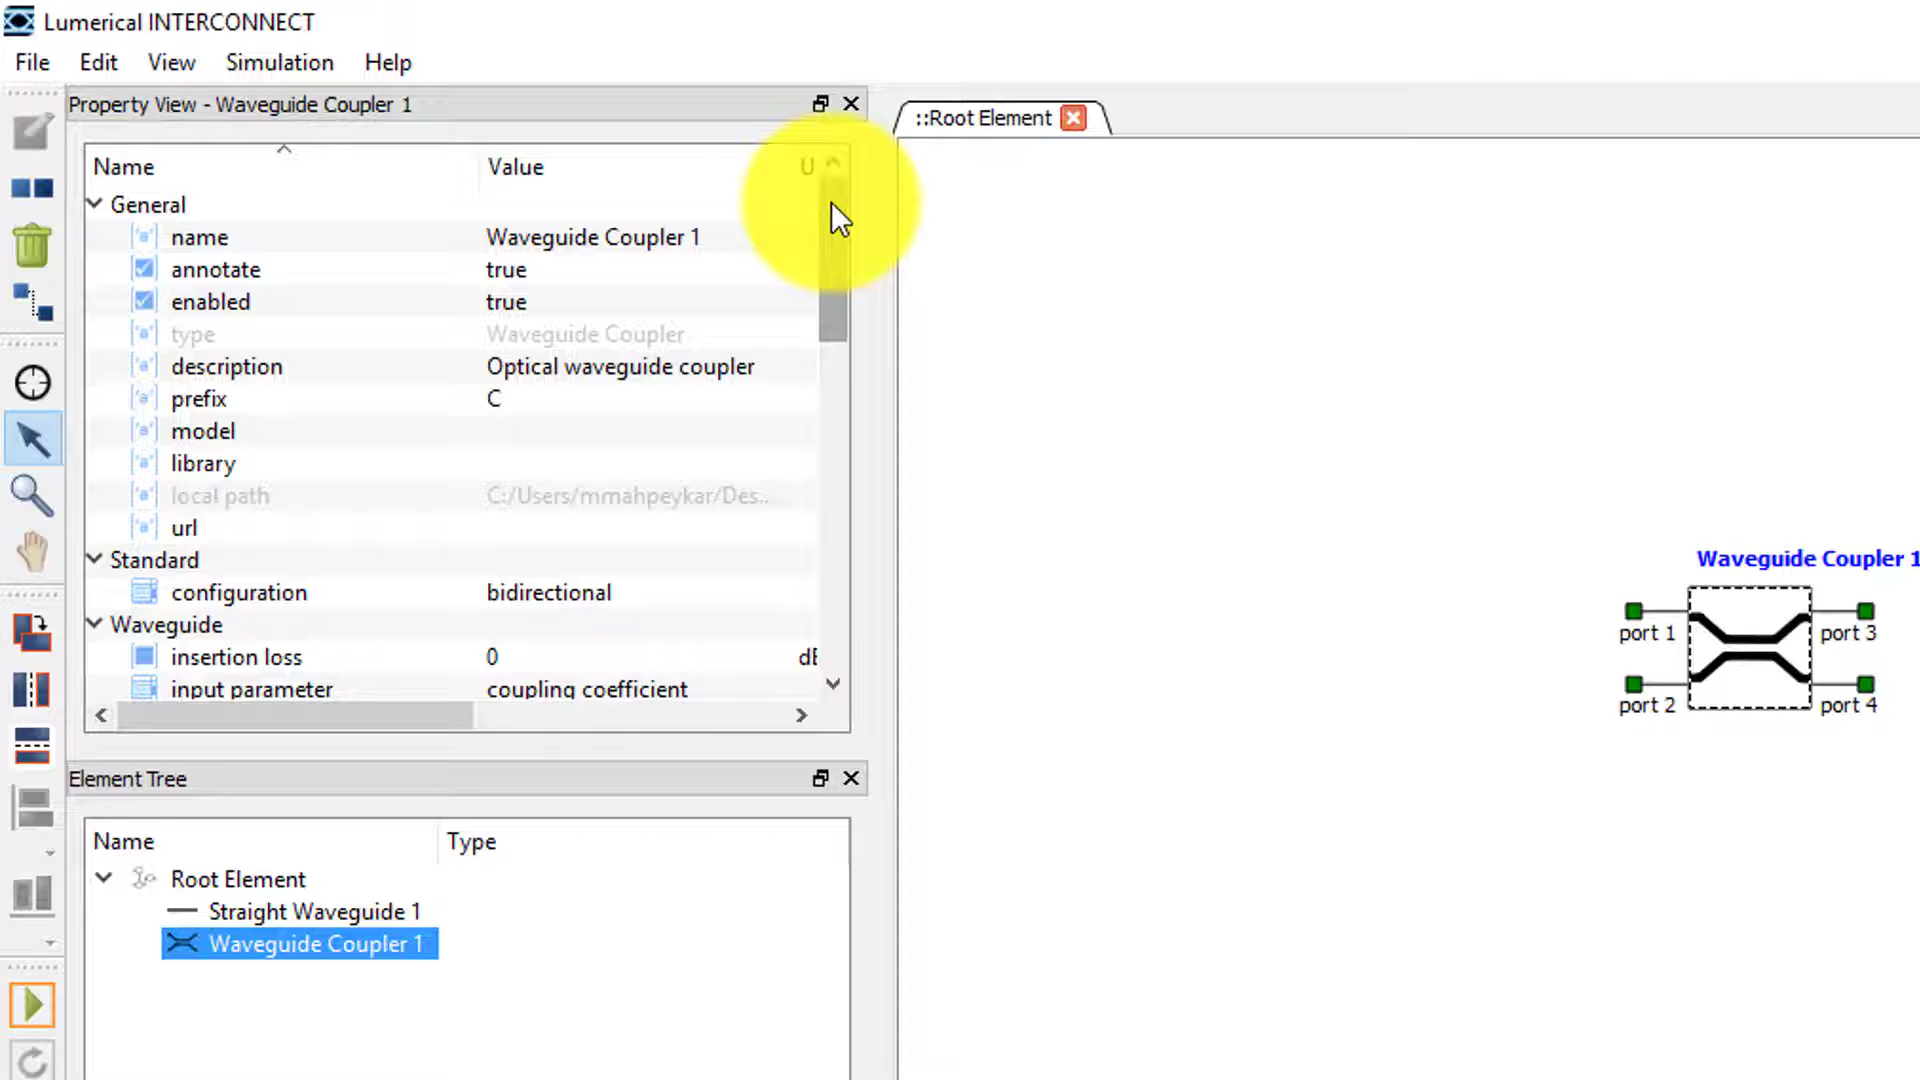 Lumerical INTERCONNECT
File Edit View Simulation Help
Property View - Waveguide Coupler 1
Name Value U
General
name Waveguide Coupler 1
annotate true
enabled true
type Waveguide Coupler
description Optical waveguide coupler
prefix C
model
library
local path C:/Users/mmahpeykar/Des...
url
Standard
configuration bidirectional
Waveguide
insertion loss 0 dB
input parameter coupling coefficient
Element Tree
Name Type
Root Element
Straight Waveguide 1
Waveguide Coupler 1
::Root Element
Waveguide Coupler 1
port 1 port 3
port 2 port 4